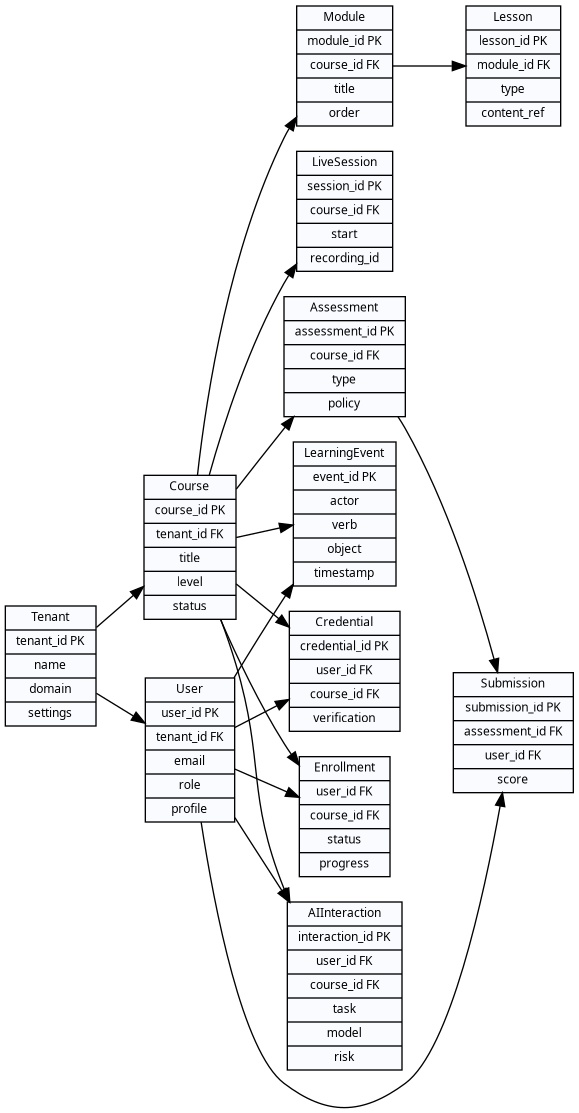 Module
module_id PK
course_id FK
title
order
Lesson
lesson_id PK
module_id FK
type
content_ref
LiveSession
session_id PK
course_id FK
start
recording_id
Assessment
assessment_id PK
course_id FK
type
policy
LearningEvent
event_id PK
actor
verb
object
timestamp
Course
course_id PK
tenant_id FK
title
level
status
Tenant
tenant_id PK
name
domain
settings
Credential
credential_id PK
user_id FK
course_id FK
verification
User
user_id PK
tenant_id FK
email
role
profile
Submission
submission_id PK
assessment_id FK
user_id FK
score
Enrollment
user_id FK
course_id FK
status
progress
AIInteraction
interaction_id PK
user_id FK
course_id FK
task
model
risk